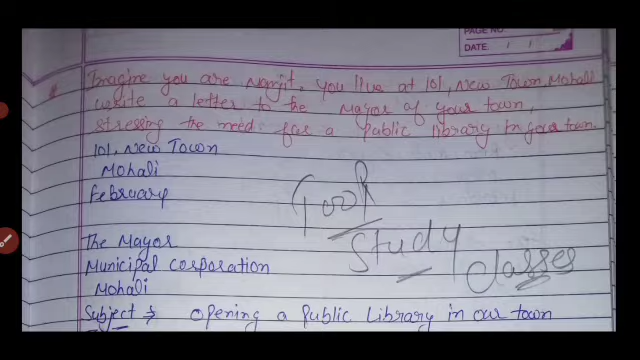 PAGE NO.
DATE: / /
Imagine you are Namjit. You live at 101, New Town, Mohali
write a letter to the Mayor of your town,
stressing the need for a Public Library in your town.
101, New Town
Mohali
February
The Mayor
Municipal Corporation
Mohali
Subject → Opening a Public Library in our town
Study
Classes